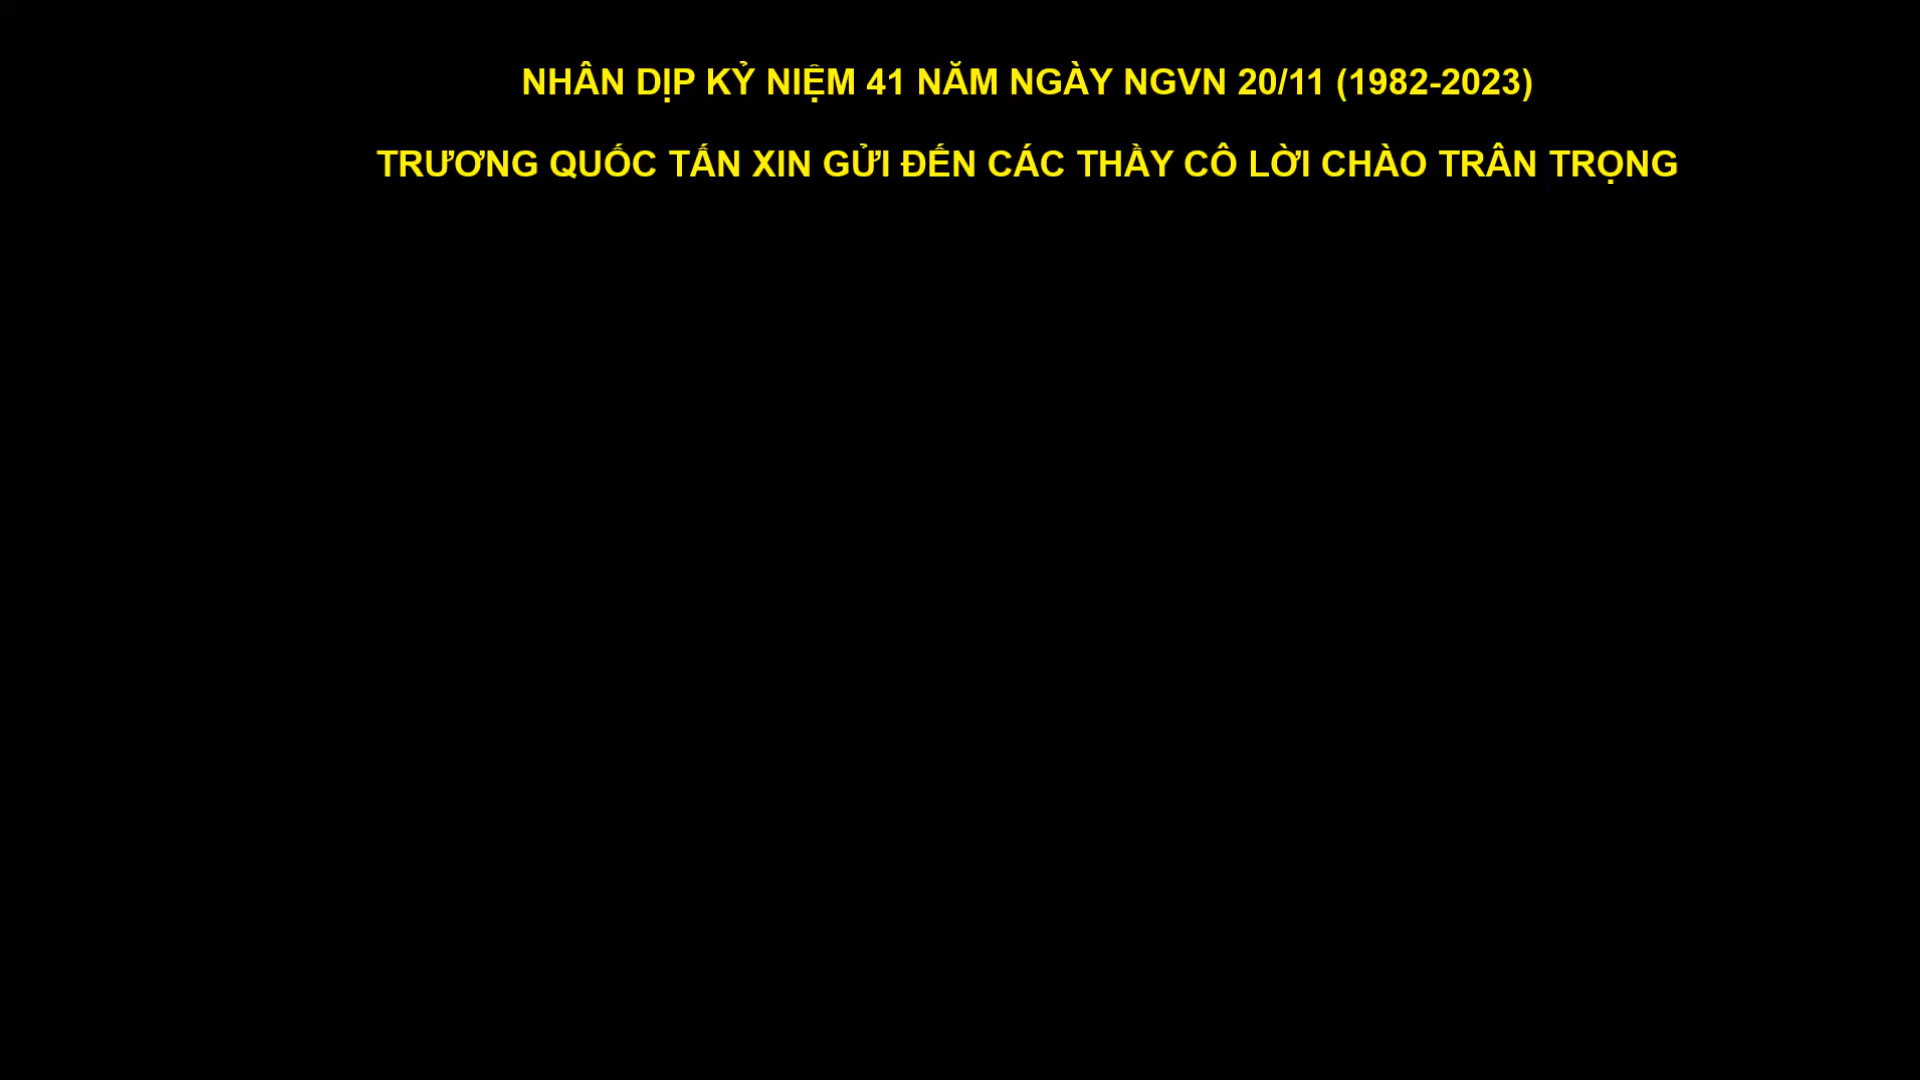 NHÂN DỊP KỶ NIỆM 41 NĂM NGÀY NGVN 20/11 (1982-2023)
TRƯƠNG QUỐC TẤN XIN GỬI ĐẾN CÁC THẦY CÔ LỜI CHÀO TRÂN TRỌNG